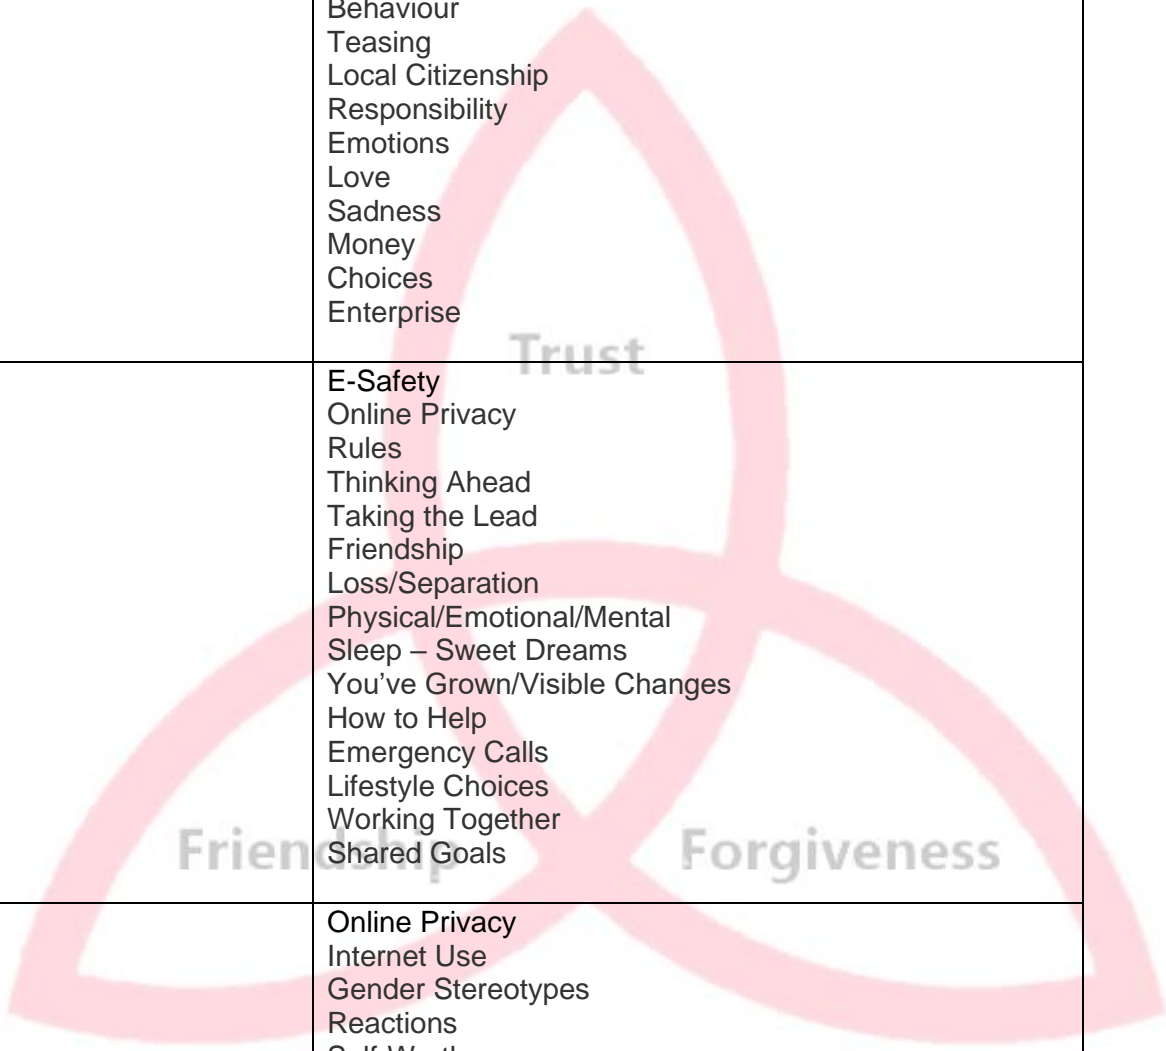 Behaviour
Teasing
Local Citizenship
Responsibility
Emotions
Love
Sadness
Money
Choices
Enterprise
Trust
E-Safety
Online Privacy
Rules
Thinking Ahead
Taking the Lead
Friendship
Loss/Separation
Physical/Emotional/Mental
Sleep – Sweet Dreams
You've Grown/Visible Changes
How to Help
Emergency Calls
Lifestyle Choices
Working Together
Shared Goals
Friendship
Forgiveness
Online Privacy
Internet Use
Gender Stereotypes
Reactions